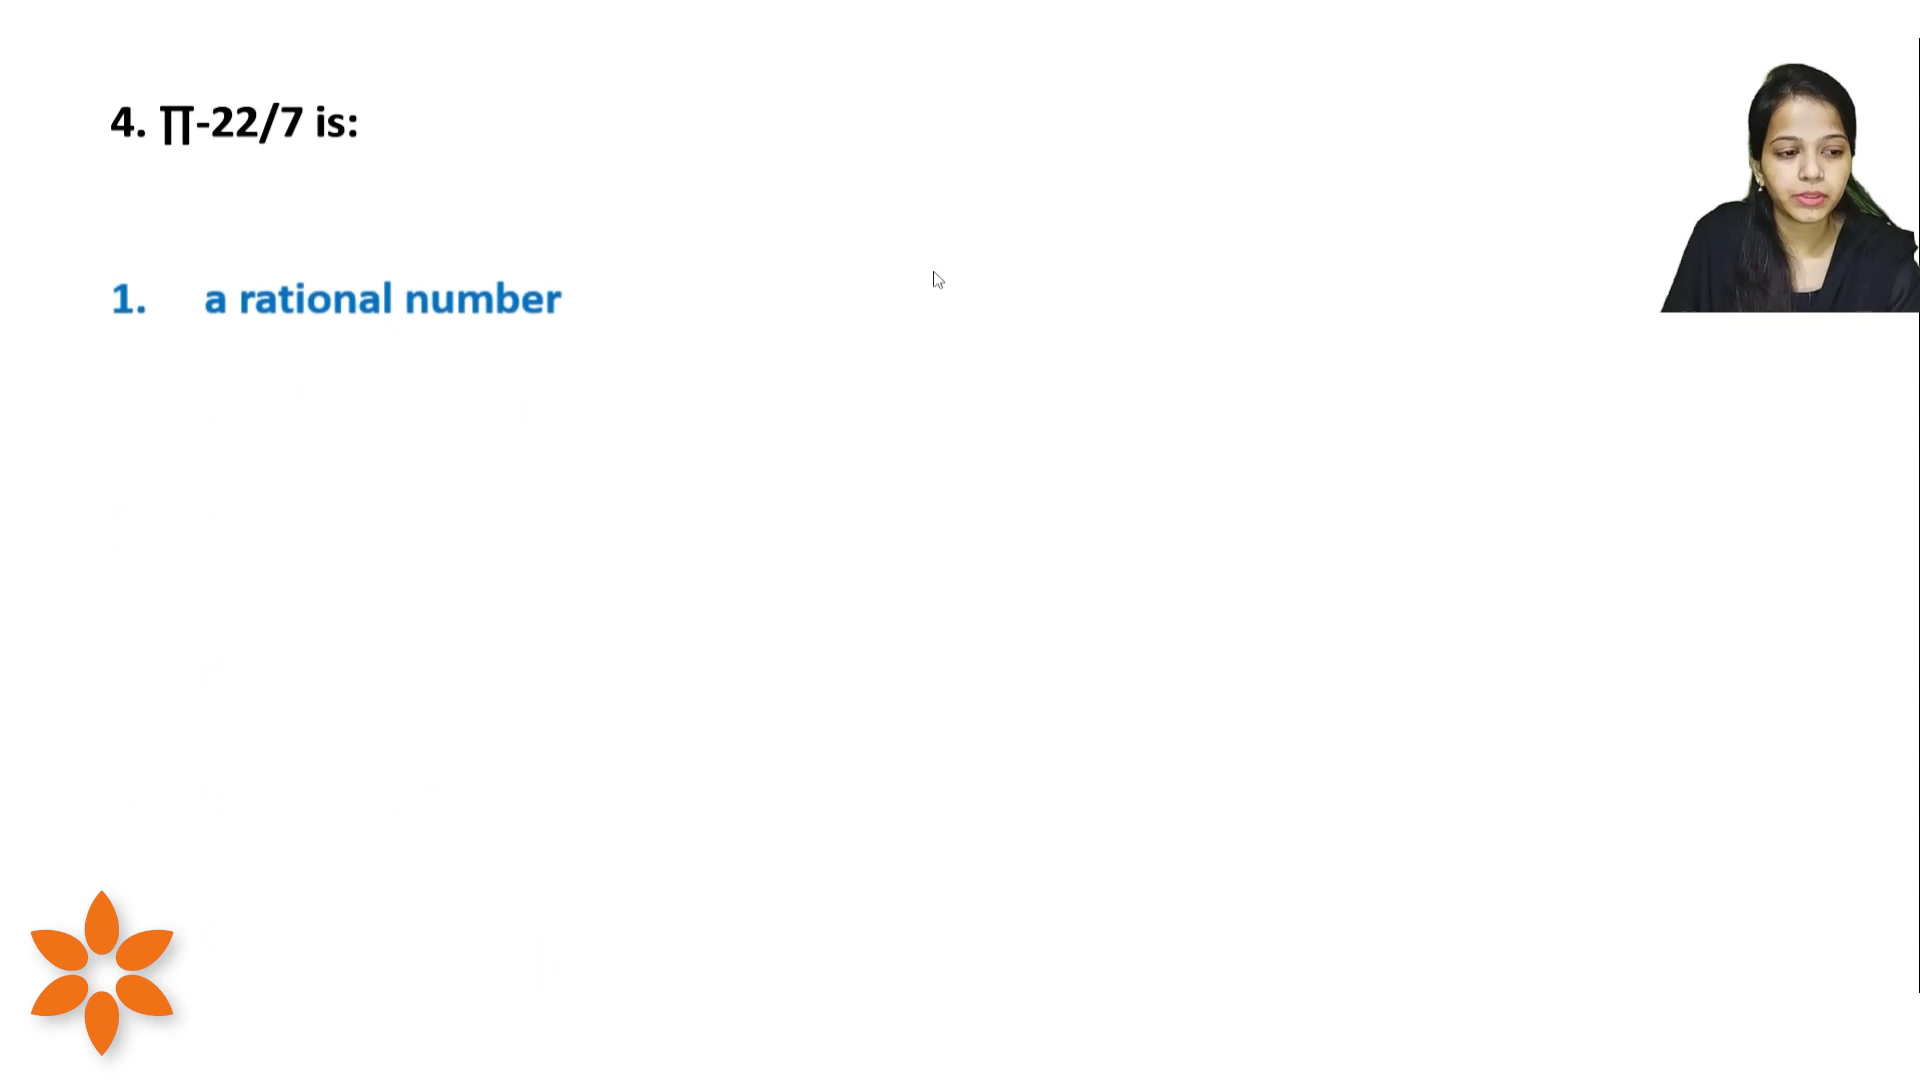 4. ∏-22/7 is:
1. a rational number